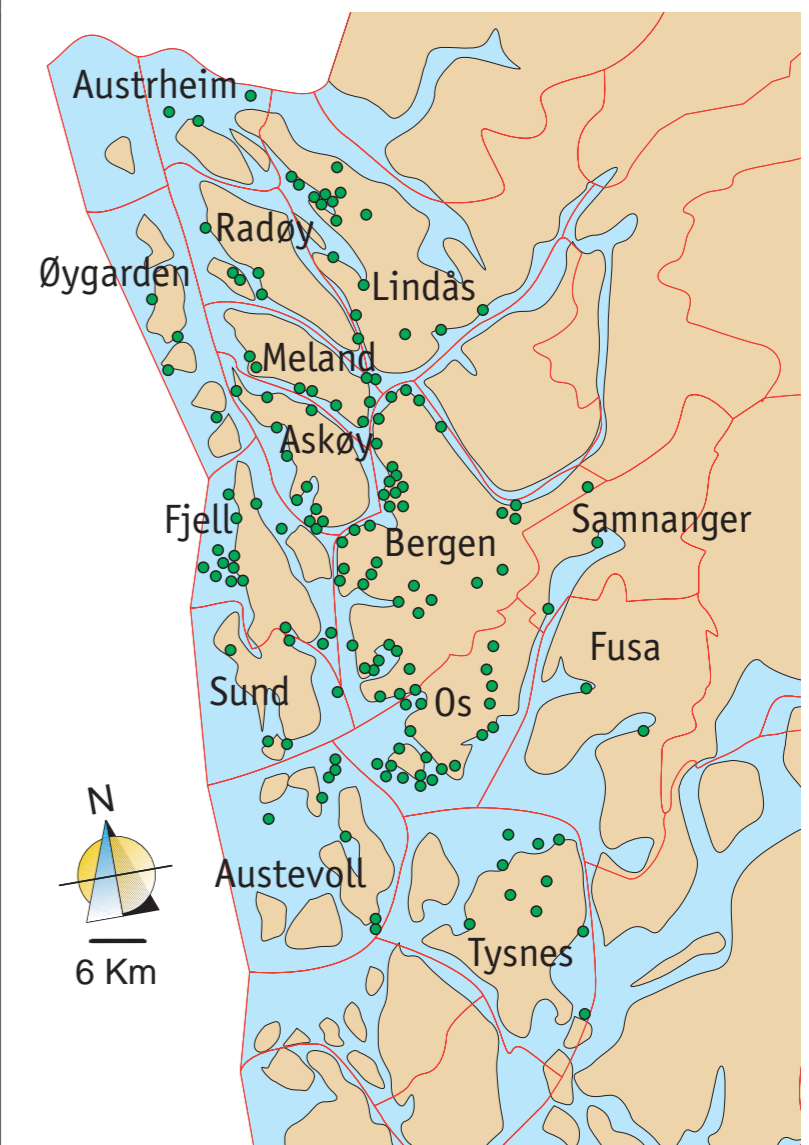 Austrheim
Radøy
Øygarden
Lindås
Meland
Askøy
Fjell
Bergen
Samnanger
Fusa
Sund
Os
N
Austevoll
Tysnes
6 Km